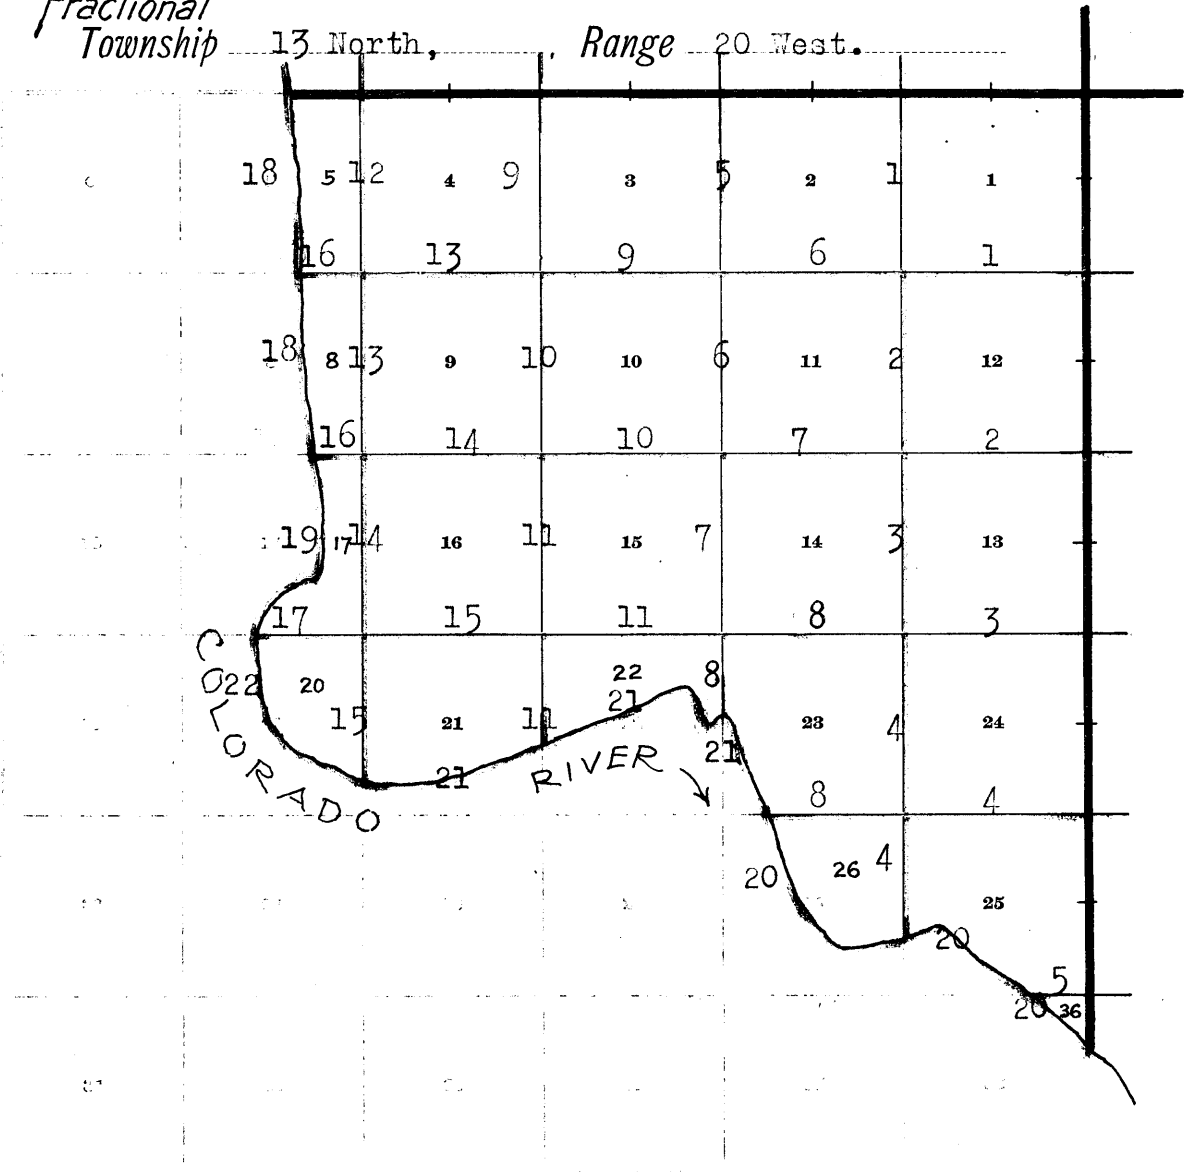 Fractional
Township 13 North, , Range 20 West.
18 5 12 4 9 3 5 2 1 1
16 13 9 6 1
18 8 13 9 10 10 6 11 2 12
16 14 10 7 2
19 17 14 16 11 15 7 14 3 13
17 15 11 8 3
COLORADO
22 20 22 8
15 21 11 21 23 4 24
21 RIVER 21
8 4
20 26 4
25
20
5
20 36